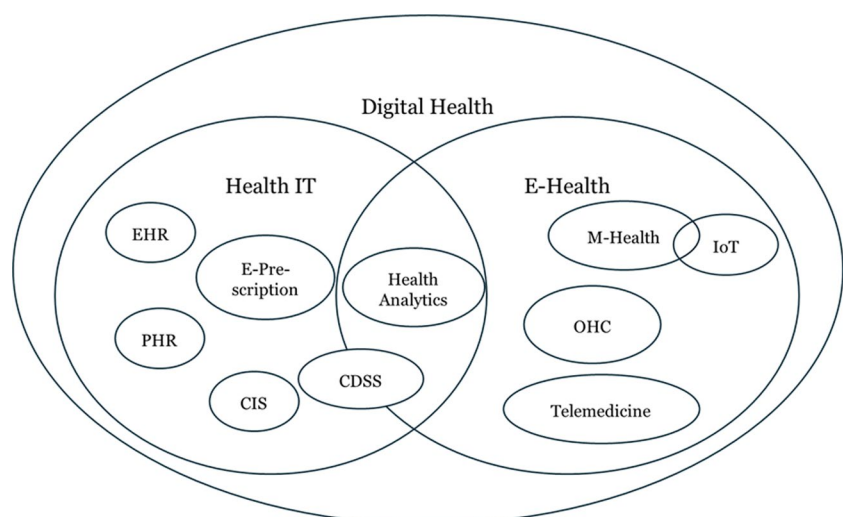 Digital Health
Health IT
E-Health
EHR
M-Health
IoT
E-Pre-
scription
Health
Analytics
OHC
PHR
CDSS
CIS
Telemedicine